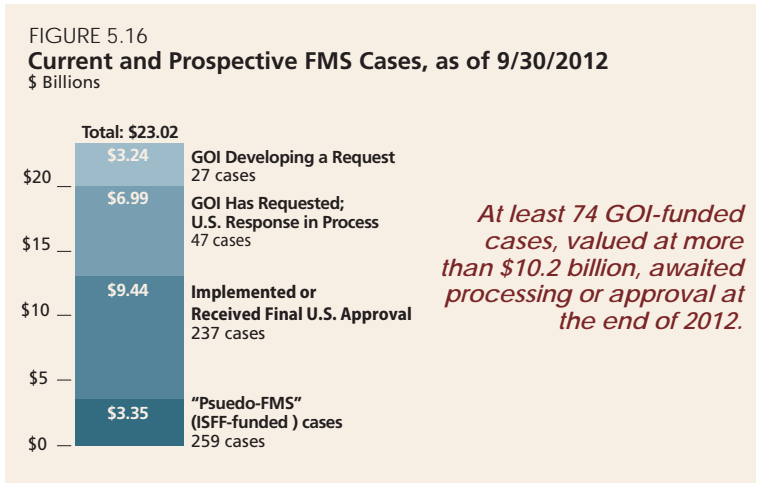 FIGURE 5.16
Current and Prospective FMS Cases, as of 9/30/2012
$ Billions
Total: $23.02
$3.24
GOI Developing a Request
27 cases
$20
$6.99
GOI Has Requested;
U.S. Response in Process
47 cases
$15
$9.44
Implemented or
Received Final U.S. Approval
237 cases
$10
$5
$3.35
“Psuedo-FMS”
(ISFF-funded ) cases
259 cases
$0
At least 74 GOI-funded
cases, valued at more
than $10.2 billion, awaited
processing or approval at
the end of 2012.